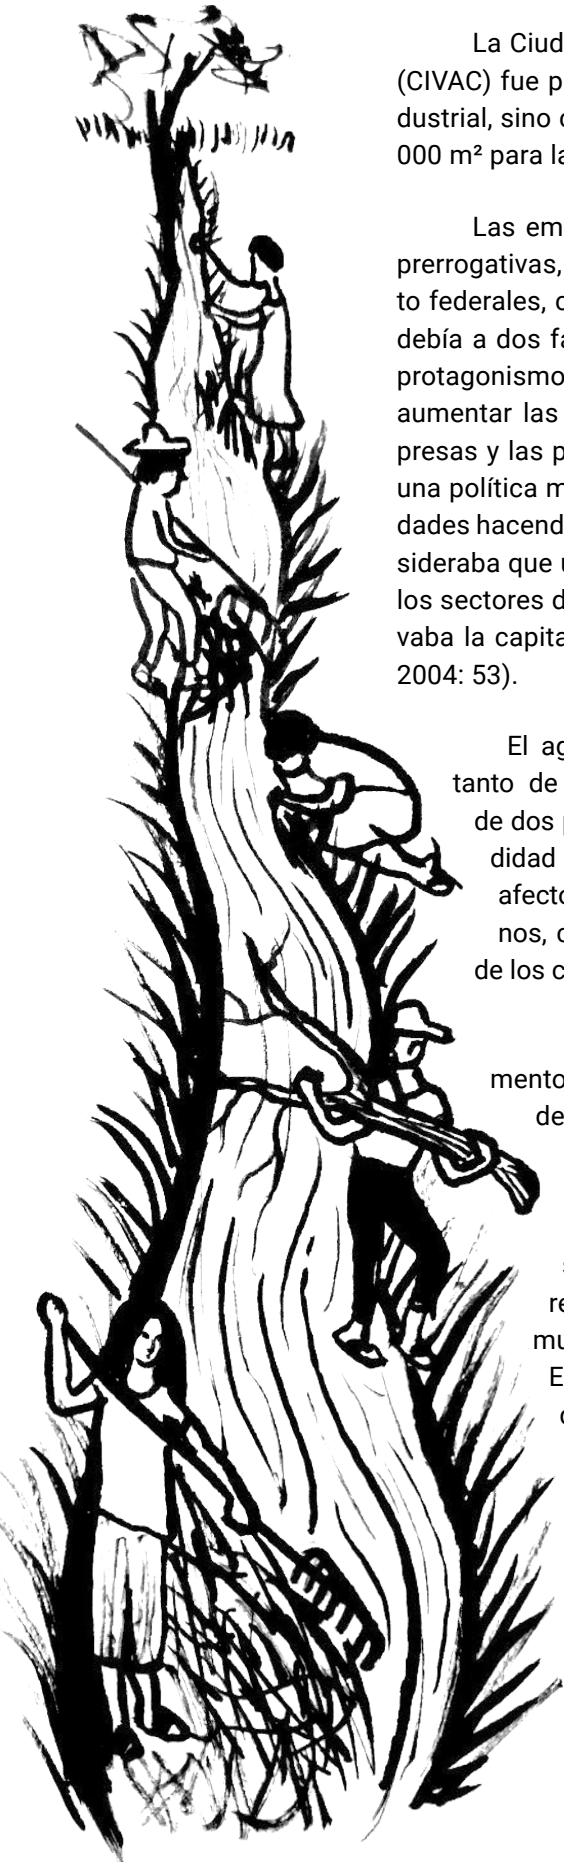 La Ciud
(CIVAC) fue p
dustrial, sino
000 m² para la
Las em
prerrogativas,
to federales,
debía a dos fa
protagonismo
aumentar las
presas y las p
una política m
dades hacend
sideraba que
los sectores d
vaba la capita
2004: 53).
El ag
tanto de
de dos
didad
afecto
nos,
de los c
mento
de
re
mu
E